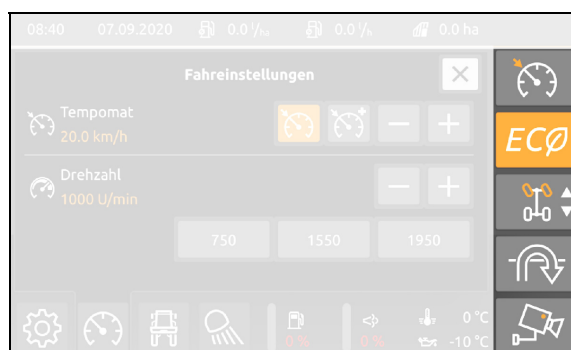 08:40 07.09.2020 0.0 l/ha 0.0 l/h 0.0 ha
Fahreinstellungen
Tempomat
20.0 km/h
ECO
Drehzahl
1000 U/min
750 1550 1950
0 °C
0 % 0 % -10 °C